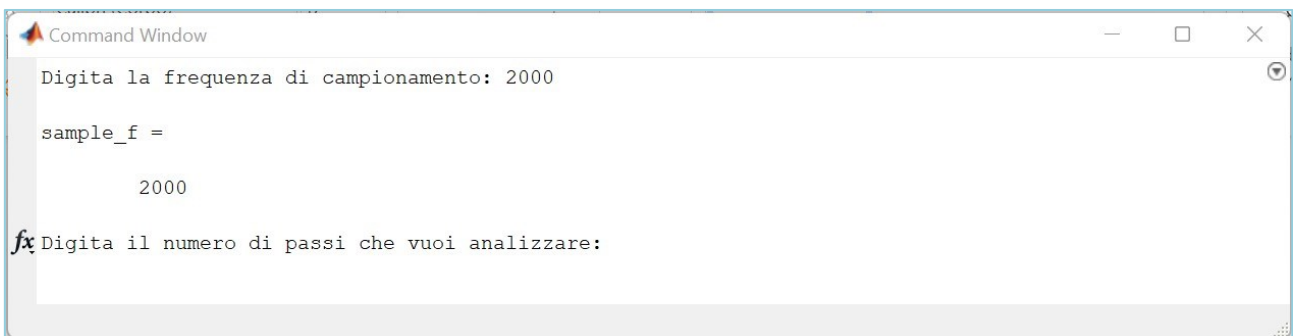 Command Window
Digita la frequenza di campionamento: 2000
sample_f =
2000
fx Digita il numero di passi che vuoi analizzare: